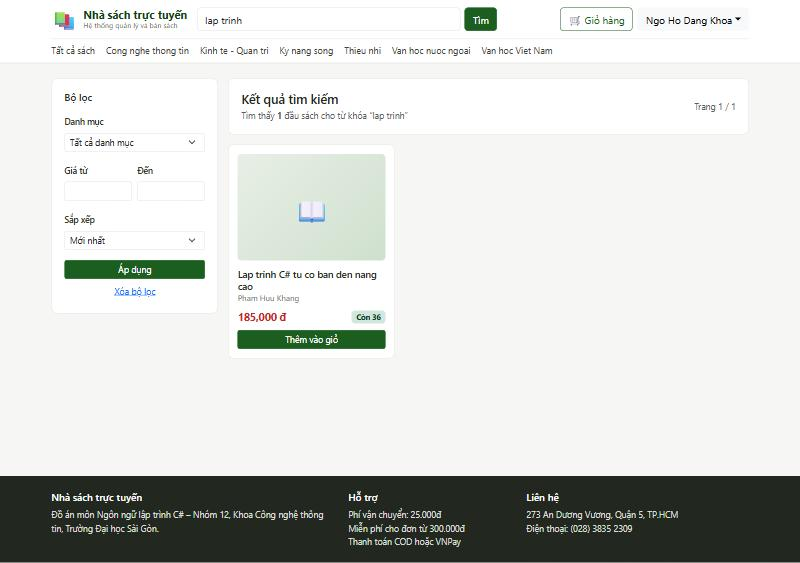 Nhà sách trực tuyến
Hệ thống quản lý và bán sách
lap trinh
Tìm
Giỏ hàng
Ngo Ho Dang Khoa
Tất cả sách Cong nghe thong tin Kinh te - Quan tri Ky nang song Thieu nhi Van hoc nuoc ngoai Van hoc Viet Nam
Bộ lọc
Danh mục
Tất cả danh mục
Giá từ Đến
Sắp xếp
Mới nhất
Áp dụng
Xóa bộ lọc
Kết quả tìm kiếm
Tìm thấy 1 đầu sách cho từ khóa "lap trinh"
Trang 1 / 1
Lap trinh C# tu co ban den nang
cao
Pham Huu Khang
185,000 đ
Còn 36
Thêm vào giỏ
Nhà sách trực tuyến
Đồ án môn Ngôn ngữ lập trình C# – Nhóm 12, Khoa Công nghệ thông
tin, Trường Đại học Sài Gòn.
Hỗ trợ
Phí vận chuyển: 25.000đ
Miễn phí cho đơn từ 300.000đ
Thanh toán COD hoặc VNPay
Liên hệ
273 An Dương Vương, Quận 5, TP.HCM
Điện thoại: (028) 3835 2309